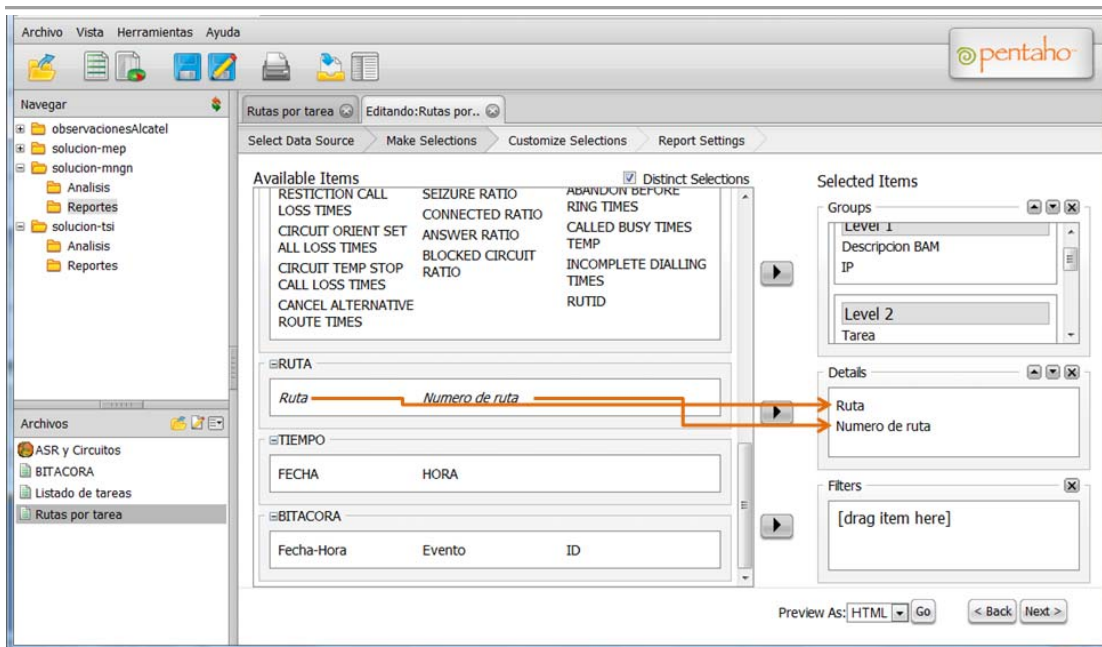 Archivo Vista Herramientas Ayuda
pentaho
Navegar
observacionesAlcatel
solucion-mep
solucion-mngn
Analisis
Reportes
solucion-tsi
Analisis
Reportes
Archivos
ASR y Circuitos
BITACORA
Listado de tareas
Rutas por tarea
Rutas por tarea
Editando:Rutas por..
Select Data Source
Make Selections
Customize Selections
Report Settings
Available Items
Distinct Selections
RESTICTION CALL
LOSS TIMES
CIRCUIT ORIENT SET
ALL LOSS TIMES
CIRCUIT TEMP STOP
CALL LOSS TIMES
CANCEL ALTERNATIVE
ROUTE TIMES
SEIZURE RATIO
CONNECTED RATIO
ANSWER RATIO
BLOCKED CIRCUIT
RATIO
ABANDON BEFORE
RING TIMES
CALLED BUSY TIMES
TEMP
INCOMPLETE DIALLING
TIMES
RUTID
RUTA
Ruta
Numero de ruta
TIEMPO
FECHA
HORA
BITACORA
Fecha-Hora
Evento
ID
Selected Items
Groups
Level 1
Descripcion BAM
IP
Level 2
Tarea
Details
Ruta
Numero de ruta
Filters
[drag item here]
Preview As: HTML Go
< Back
Next >